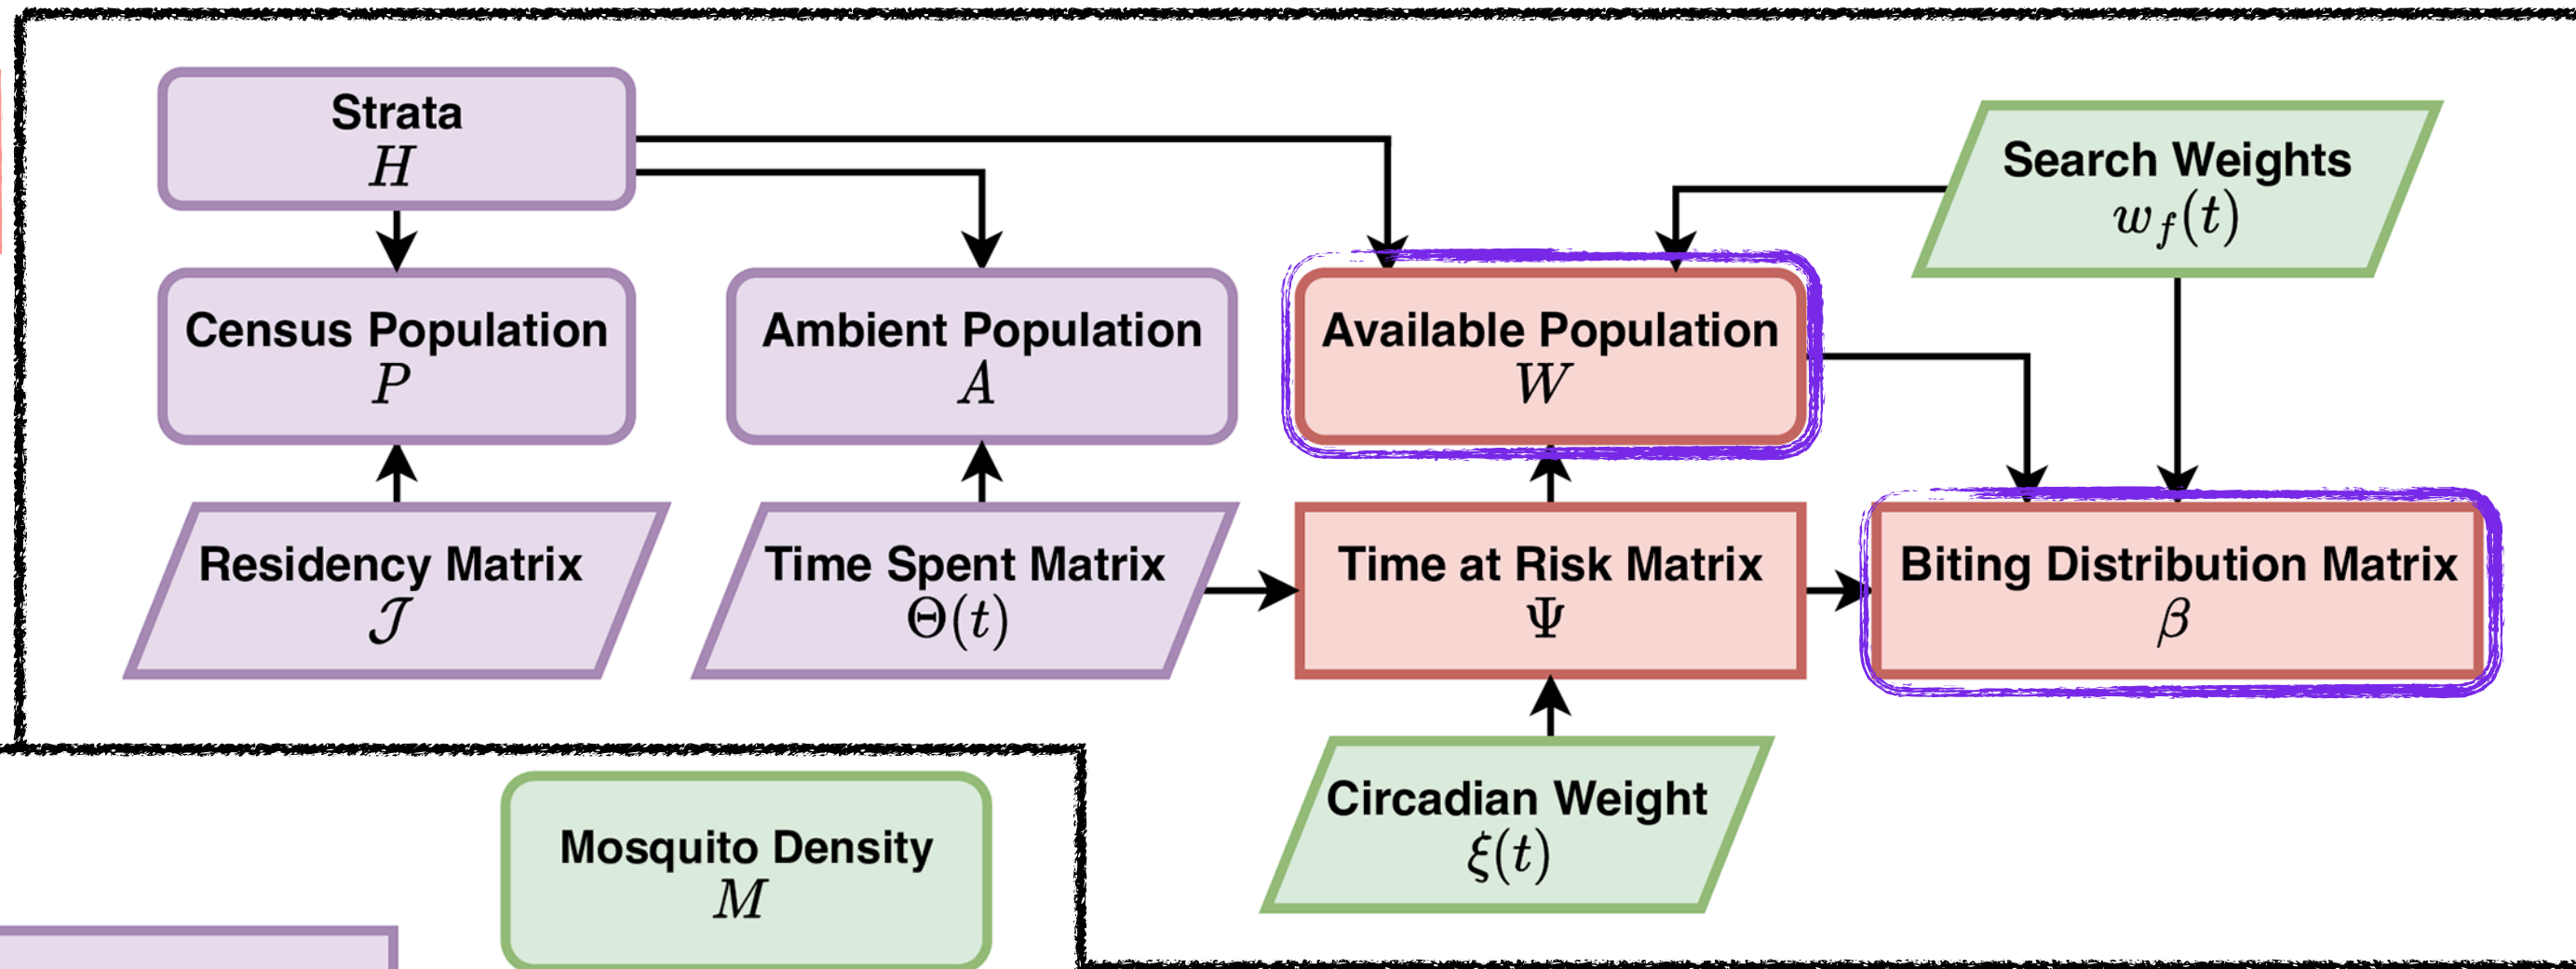 Strata
H
Search Weights
w_f(t)
Census Population
P
Ambient Population
A
Available Population
W
Residency Matrix
𝒥
Time Spent Matrix
Θ(t)
Time at Risk Matrix
Ψ
Biting Distribution Matrix
β
Circadian Weight
ξ(t)
Mosquito Density
M